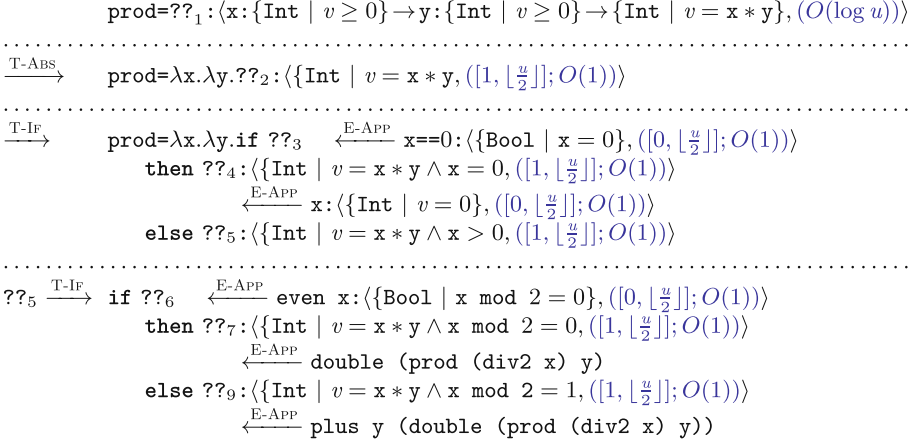 prod=??₁:⟨x:{Int | ν ≥ 0}→y:{Int | ν ≥ 0}→{Int | ν = x ∗ y}, (O(log u))⟩
T-Abs→ prod=λx.λy.??₂:⟨{Int | ν = x ∗ y, ([1, ⌊u/2⌋]; O(1))⟩
T-If→ prod=λx.λy.if ??₃ ←E-App x==0:⟨{Bool | x = 0}, ([0, ⌊u/2⌋]; O(1))⟩
then ??₄:⟨{Int | ν = x ∗ y ∧ x = 0, ([1, ⌊u/2⌋]; O(1))⟩
←E-App x:⟨{Int | ν = 0}, ([0, ⌊u/2⌋]; O(1))⟩
else ??₅:⟨{Int | ν = x ∗ y ∧ x > 0, ([1, ⌊u/2⌋]; O(1))⟩
??₅ T-If→ if ??₆ ←E-App even x:⟨{Bool | x mod 2 = 0}, ([0, ⌊u/2⌋]; O(1))⟩
then ??₇:⟨{Int | ν = x ∗ y ∧ x mod 2 = 0, ([1, ⌊u/2⌋]; O(1))⟩
←E-App double (prod (div2 x) y)
else ??₉:⟨{Int | ν = x ∗ y ∧ x mod 2 = 1, ([1, ⌊u/2⌋]; O(1))⟩
←E-App plus y (double (prod (div2 x) y))